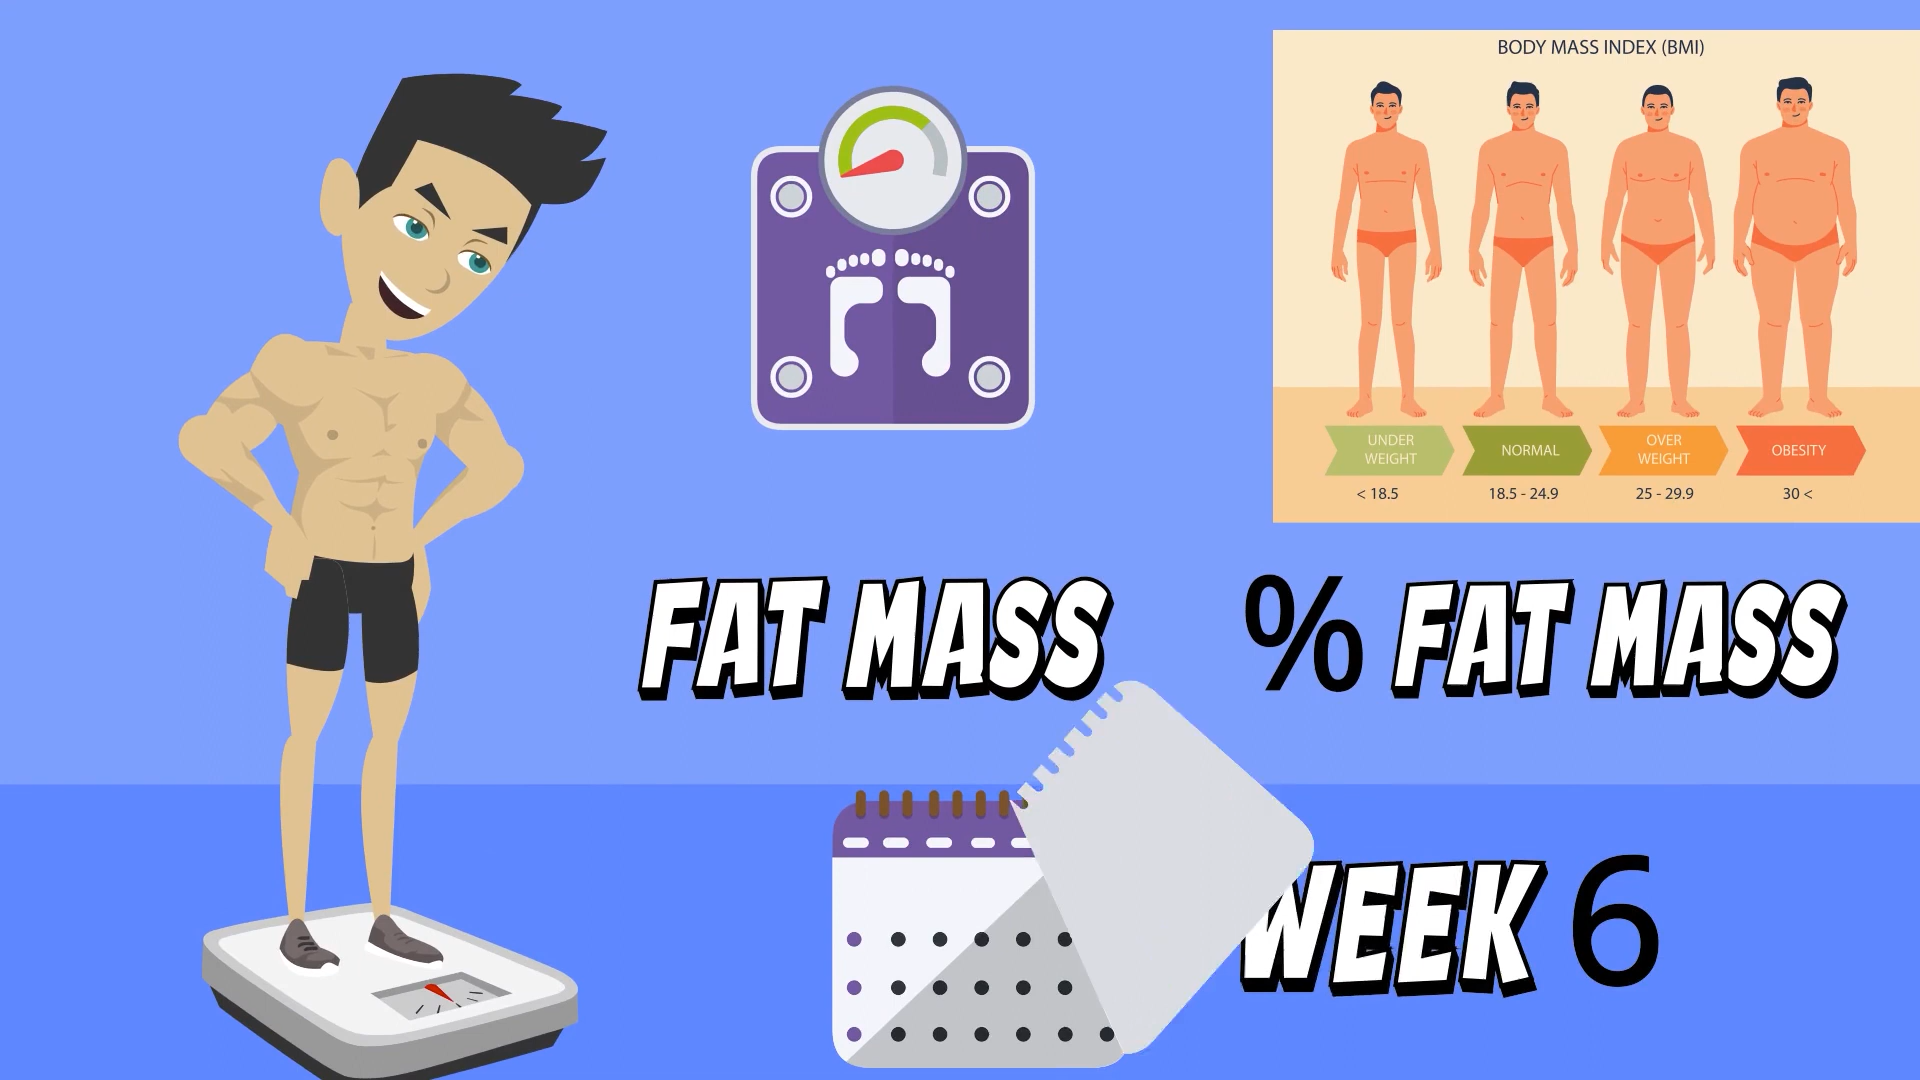 BODY MASS INDEX (BMI)
UNDER
WEIGHT
NORMAL
OVER
WEIGHT
OBESITY
< 18.5
18.5 - 24.9
25 - 29.9
30 <
FAT MASS
% FAT MASS
WEEK 6